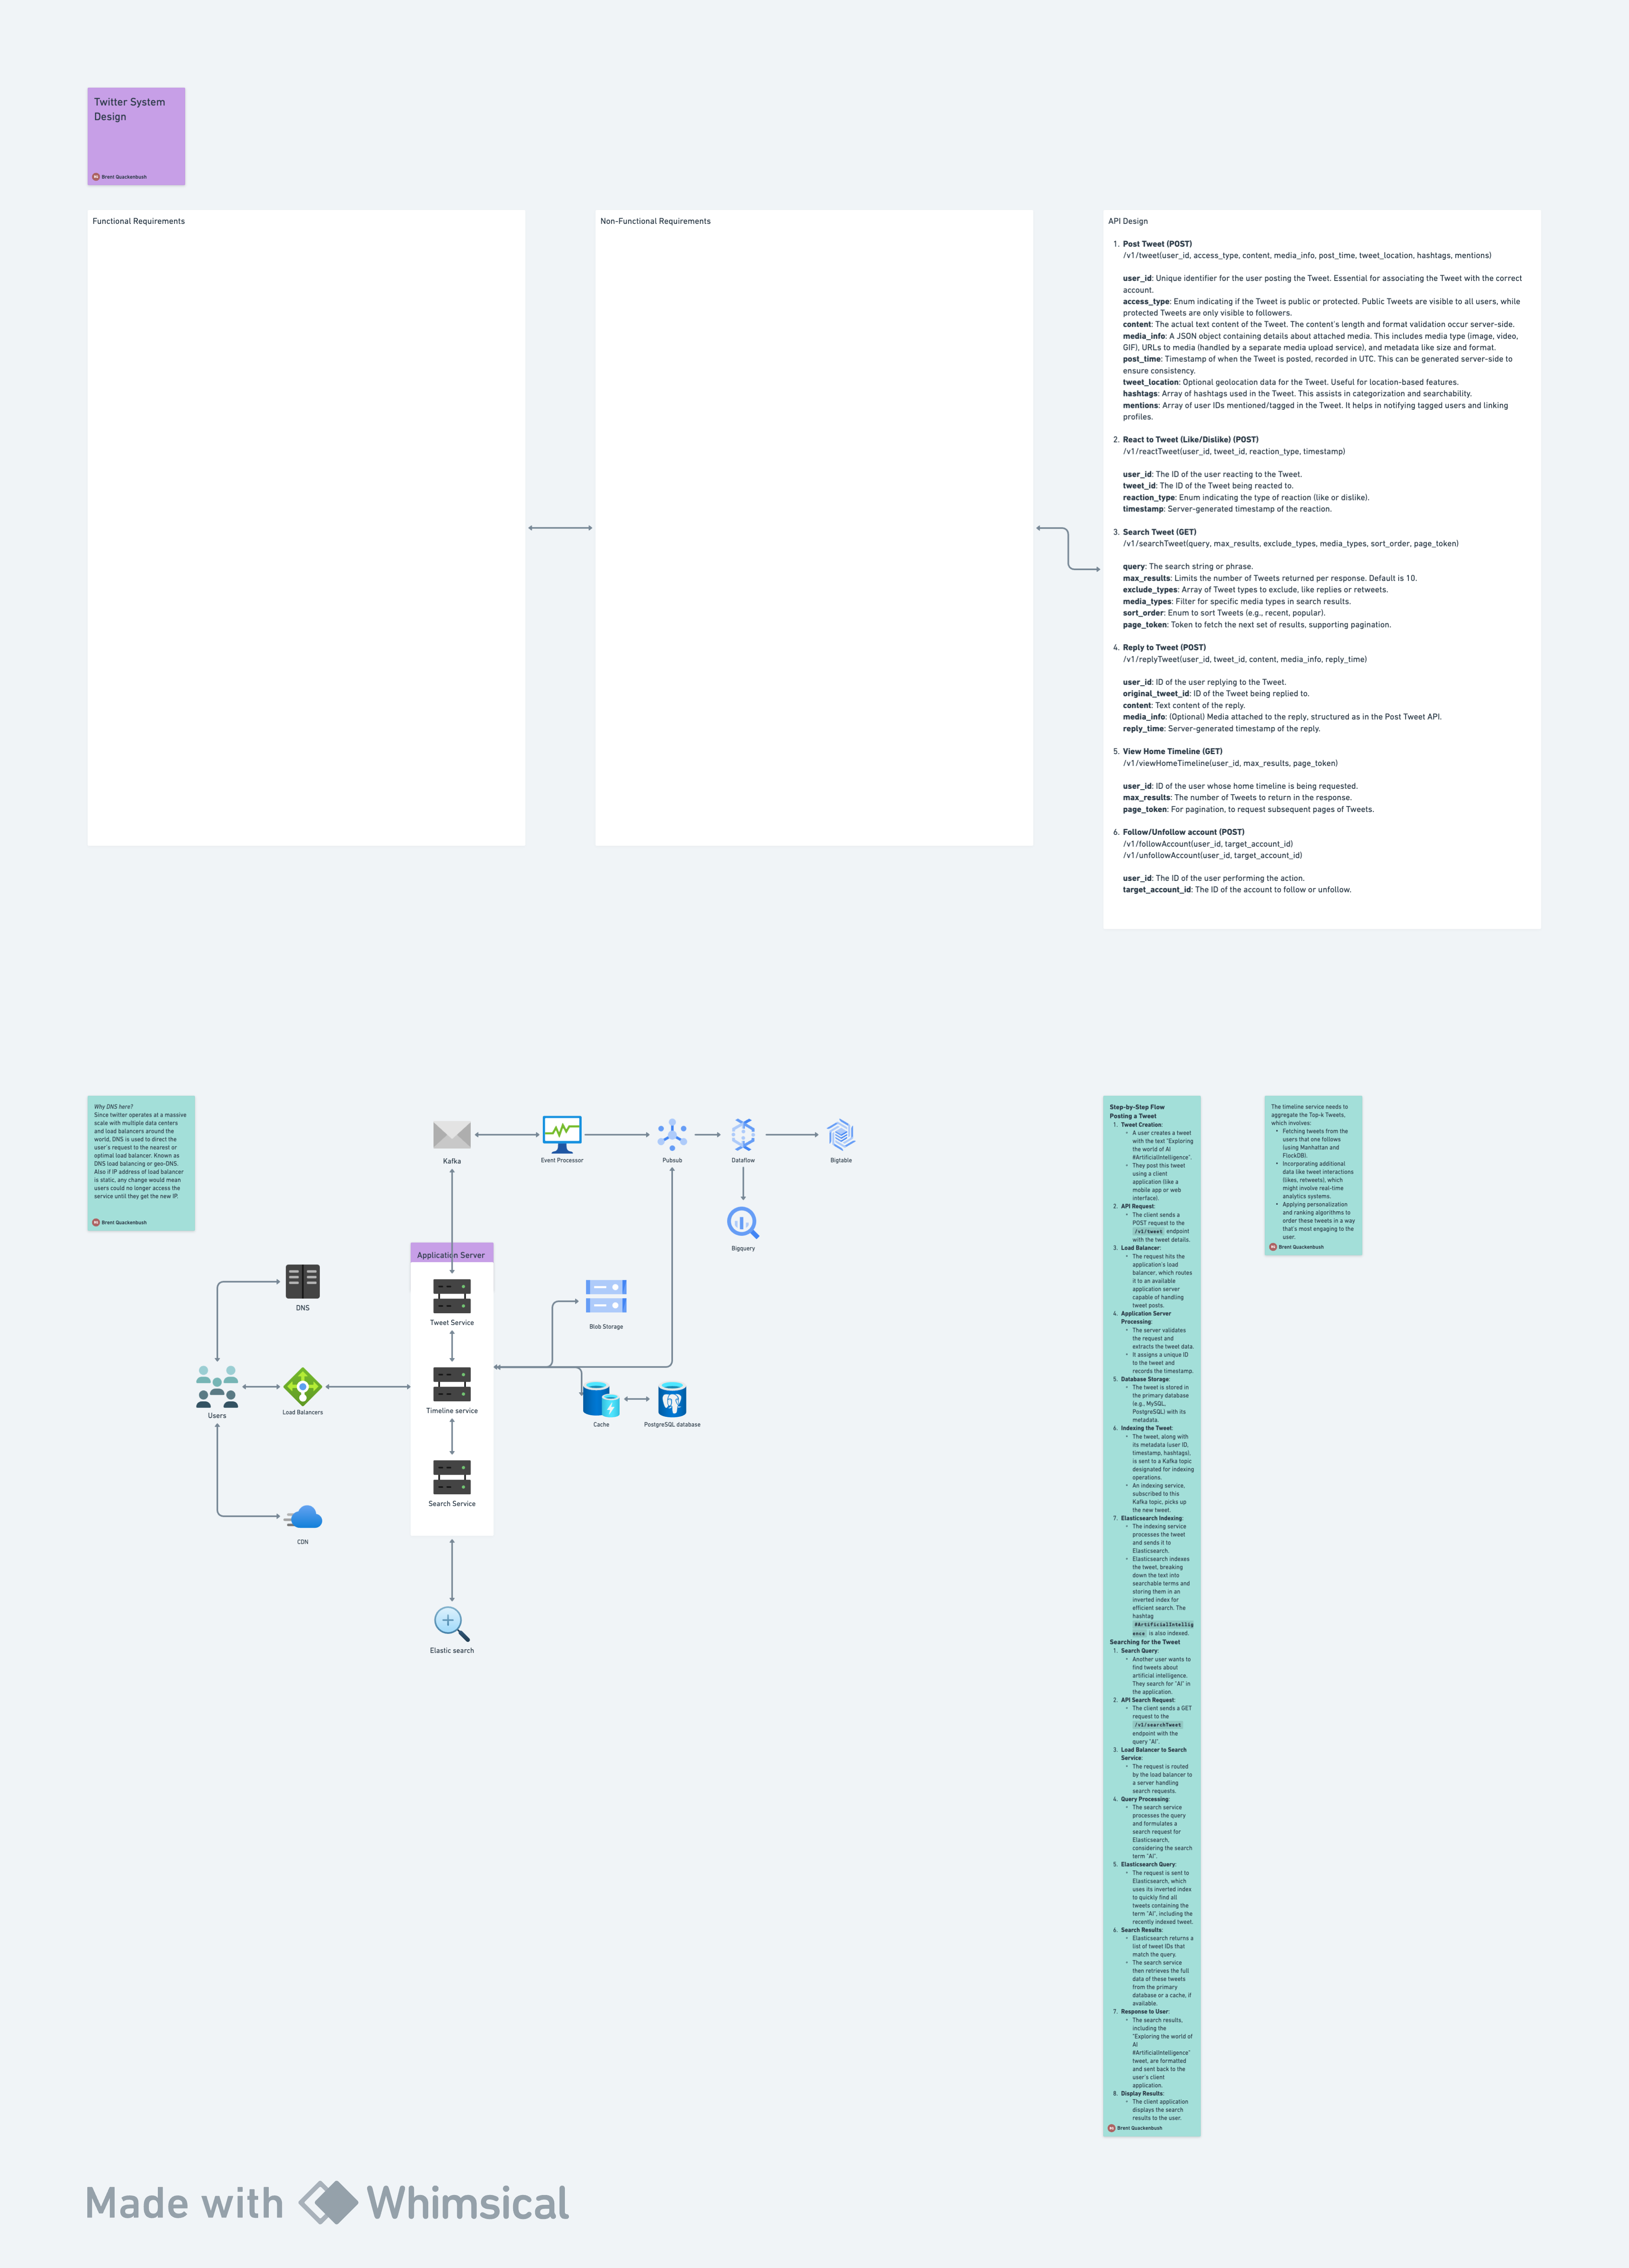 Twitter System
Design
Brent Quackenbush
Functional Requirements
Non-Functional Requirements
API Design
1. Post Tweet (POST)
/v1/tweet(user_id, access_type, content, media_info, post_time, tweet_location, hashtags, mentions)
user_id: Unique identifier for the user posting the Tweet. Essential for associating the Tweet with the correct
account.
access_type: Enum indicating if the Tweet is public or protected. Public Tweets are visible to all users, while
protected Tweets are only visible to followers.
content: The actual text content of the Tweet. The content's length and format validation occur server-side.
media_info: A JSON object containing details about attached media. This includes media type (image, video,
GIF), URLs to media (handled by a separate media upload service), and metadata like size and format.
post_time: Timestamp of when the Tweet is posted, recorded in UTC. This can be generated server-side to
ensure consistency.
tweet_location: Optional geolocation data for the Tweet. Useful for location-based features.
hashtags: Array of hashtags used in the Tweet. This assists in categorization and searchability.
mentions: Array of user IDs mentioned/tagged in the Tweet. It helps in notifying tagged users and linking
profiles.
2. React to Tweet (Like/Dislike) (POST)
/v1/reactTweet(user_id, tweet_id, reaction_type, timestamp)
user_id: The ID of the user reacting to the Tweet.
tweet_id: The ID of the Tweet being reacted to.
reaction_type: Enum indicating the type of reaction (like or dislike).
timestamp: Server-generated timestamp of the reaction.
3. Search Tweet (GET)
/v1/searchTweet(query, max_results, exclude_types, media_types, sort_order, page_token)
query: The search string or phrase.
max_results: Limits the number of Tweets returned per response. Default is 10.
exclude_types: Array of Tweet types to exclude, like replies or retweets.
media_types: Filter for specific media types in search results.
sort_order: Enum to sort Tweets (e.g., recent, popular).
page_token: Token to fetch the next set of results, supporting pagination.
4. Reply to Tweet (POST)
/v1/replyTweet(user_id, tweet_id, content, media_info, reply_time)
user_id: ID of the user replying to the Tweet.
original_tweet_id: ID of the Tweet being replied to.
content: Text content of the reply.
media_info: (Optional) Media attached to the reply, structured as in the Post Tweet API.
reply_time: Server-generated timestamp of the reply.
5. View Home Timeline (GET)
/v1/viewHomeTimeline(user_id, max_results, page_token)
user_id: ID of the user whose home timeline is being requested.
max_results: The number of Tweets to return in the response.
page_token: For pagination, to request subsequent pages of Tweets.
6. Follow/Unfollow account (POST)
/v1/followAccount(user_id, target_account_id)
/v1/unfollowAccount(user_id, target_account_id)
user_id: The ID of the user performing the action.
target_account_id: The ID of the account to follow or unfollow.
Why DNS here?
Since twitter operates at a massive
scale with multiple data centers
and load balancers around the
world, DNS is used to direct the
user's request to the nearest or
optimal load balancer. Known as
DNS load balancing or geo-DNS.
Also if IP address of load balancer
is static, any change would mean
users could no longer access the
service until they get the new IP.
Brent Quackenbush
Kafka
Event Processor
Pubsub
Dataflow
Bigtable
Bigquery
Application Server
DNS
Tweet Service
Blob Storage
Users
Load Balancers
Timeline service
Cache
PostgreSQL database
Search Service
CDN
Elastic search
Step-by-Step Flow
Posting a Tweet
1. Tweet Creation:
• A user creates a tweet
with the text "Exploring
the world of AI
#ArtificialIntelligence".
• They post this tweet
using a client
application (like a
mobile app or web
interface).
2. API Request:
• The client sends a
POST request to the
/v1/tweet endpoint
with the tweet details.
3. Load Balancer:
• The request hits the
application's load
balancer, which routes
it to an available
application server
capable of handling
tweet posts.
4. Application Server
Processing:
• The server validates
the request and
extracts the tweet data.
• It assigns a unique ID
to the tweet and
records the timestamp.
5. Database Storage:
• The tweet is stored in
the primary database
(e.g., MySQL,
PostgreSQL) with its
metadata.
6. Indexing the Tweet:
• The tweet, along with
its metadata (user ID,
timestamp, hashtags),
is sent to a Kafka topic
designated for indexing
operations.
• An indexing service,
subscribed to this
Kafka topic, picks up
the new tweet.
7. Elasticsearch Indexing:
• The indexing service
processes the tweet
and sends it to
Elasticsearch.
• Elasticsearch indexes
the tweet, breaking
down the text into
searchable terms and
storing them in an
inverted index for
efficient search. The
hashtag
#ArtificialIntellig
ence is also indexed.
Searching for the Tweet
1. Search Query:
• Another user wants to
find tweets about
artificial intelligence.
They search for "AI" in
the application.
2. API Search Request:
• The client sends a GET
request to the
/v1/searchTweet
endpoint with the
query "AI".
3. Load Balancer to Search
Service:
• The request is routed
by the load balancer to
a server handling
search requests.
4. Query Processing:
• The search service
processes the query
and formulates a
search request for
Elasticsearch,
considering the search
term "AI".
5. Elasticsearch Query:
• The request is sent to
Elasticsearch, which
uses its inverted index
to quickly find all
tweets containing the
term "AI", including the
recently indexed tweet.
6. Search Results:
• Elasticsearch returns a
list of tweet IDs that
match the query.
• The search service
then retrieves the full
data of these tweets
from the primary
database or a cache, if
available.
7. Response to User:
• The search results,
including the
"Exploring the world of
AI
#ArtificialIntelligence"
tweet, are formatted
and sent back to the
user's client
application.
8. Display Results:
• The client application
displays the search
results to the user.
Brent Quackenbush
The timeline service needs to
aggregate the Top-k Tweets,
which involves:
• Fetching tweets from the
users that one follows
(using Manhattan and
FlockDB).
• Incorporating additional
data like tweet interactions
(likes, retweets), which
might involve real-time
analytics systems.
• Applying personalization
and ranking algorithms to
order these tweets in a way
that's most engaging to the
user.
Brent Quackenbush
Made with Whimsical